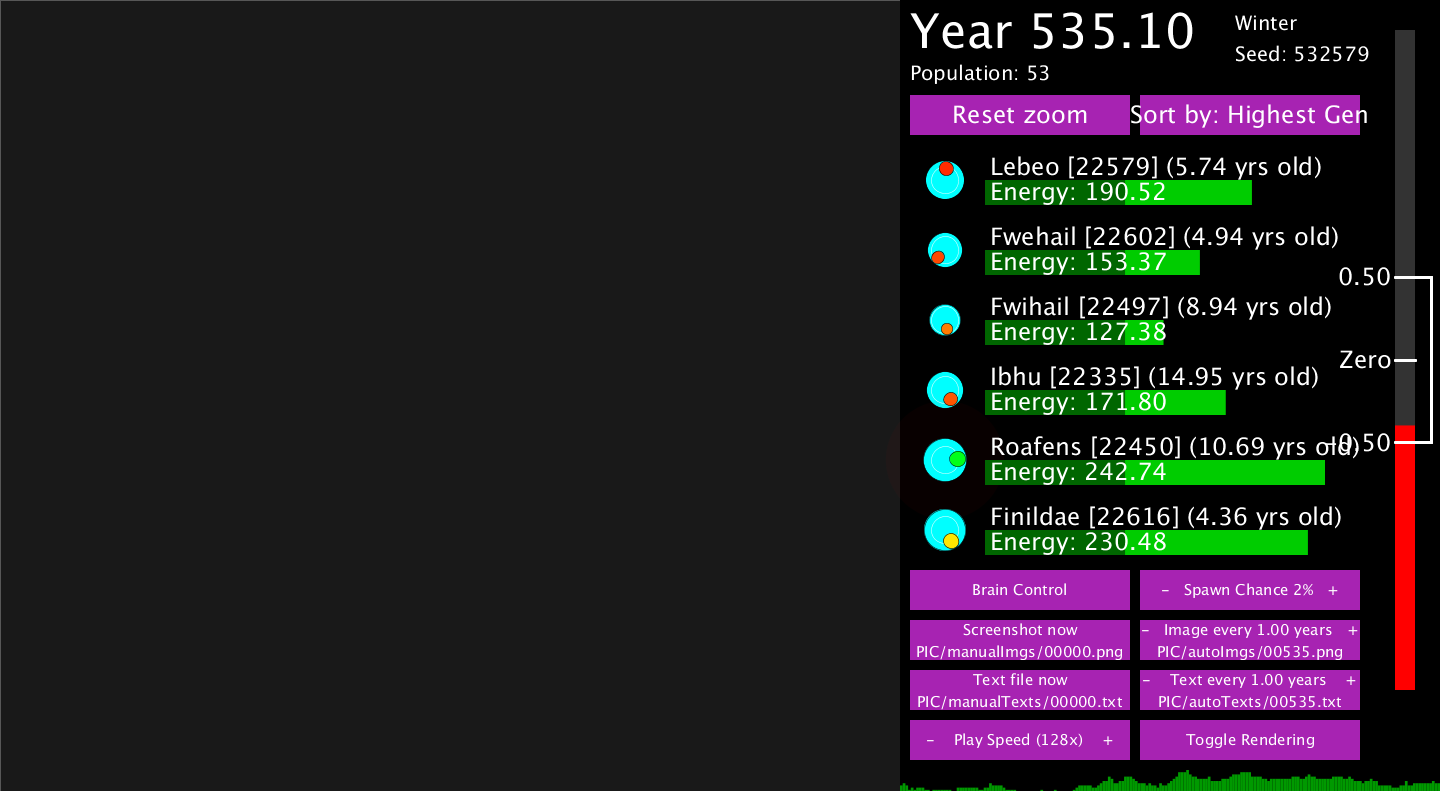 Year 535.10
Winter
Seed: 532579
Population: 53
Reset zoom
Sort by: Highest Gen
Lebeo [22579] (5.74 yrs old)
Energy: 190.52
Fwehail [22602] (4.94 yrs old)
Energy: 153.37
Fwihail [22497] (8.94 yrs old)
Energy: 127.38
Ibhu [22335] (14.95 yrs old)
Energy: 171.80
Roafens [22450] (10.69 yrs old)
Energy: 242.74
Finildae [22616] (4.36 yrs old)
Energy: 230.48
0.50
Zero
-0.50
Brain Control
- Spawn Chance 2% +
Screenshot now
PIC/manualImgs/00000.png
- Image every 1.00 years +
PIC/autoImgs/00535.png
Text file now
PIC/manualTexts/00000.txt
- Text every 1.00 years +
PIC/autoTexts/00535.txt
- Play Speed (128x) +
Toggle Rendering